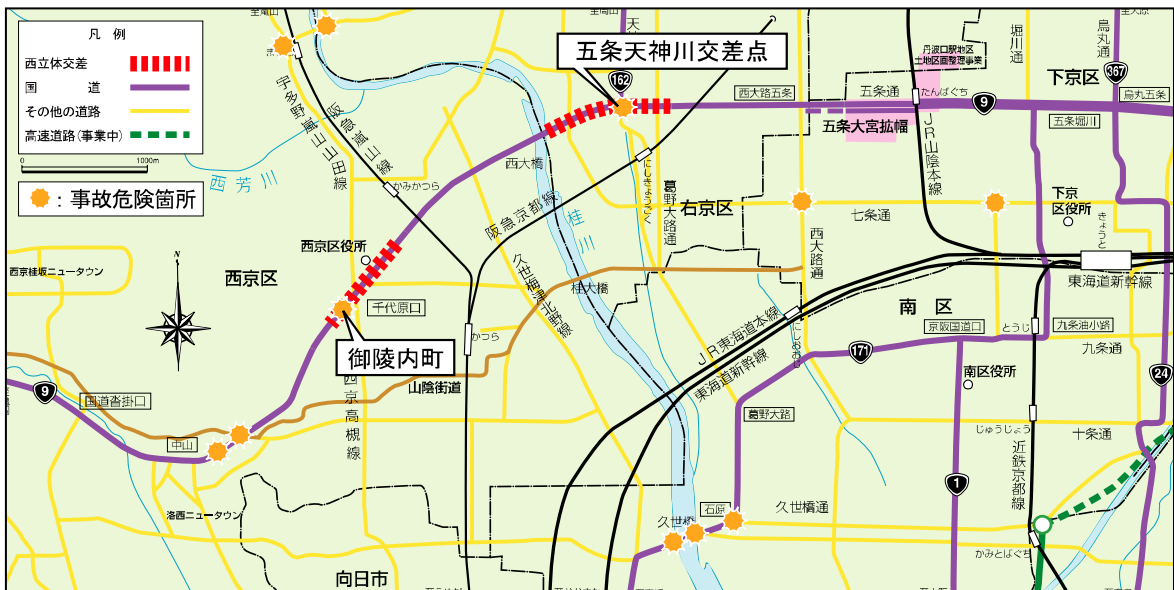 凡 例
西立体交差
国 道
その他の道路
高速道路(事業中)
0
1000m
：事故危険箇所
五条天神川交差点
御陵内町
162
西大路五条
五条通
たんばぐち
丹波口駅地区
土地区画整理事業
堀川通
烏丸通
367
下京区
9
烏丸五条
五条堀川
五条大宮拡幅
JR山陰本線
宇多野嵐山山田線
阪急嵐山線
西芳川
かみかつら
西大橋
にしきょうごく
葛野大路通
右京区
七条通
下京
区役所
きょうと
西大路通
阪急京都線
桂川
N
西京区役所
西京桂坂ニュータウン
西京区
千代原口
久世梅津北野線
桂大橋
東海道新幹線
南 区
京阪国道口
とうじ
九条油小路
九条通
かつら
JR東海道本線
東海道新幹線
にしおおじ
171
南区役所
24
山陰街道
西京高槻線
9
国道沓掛口
中山
葛野大路
じゅうじょう
十条通
近鉄京都線
1
洛西ニュータウン
久世橋
石原
久世橋通
かみとばぐち
向日市